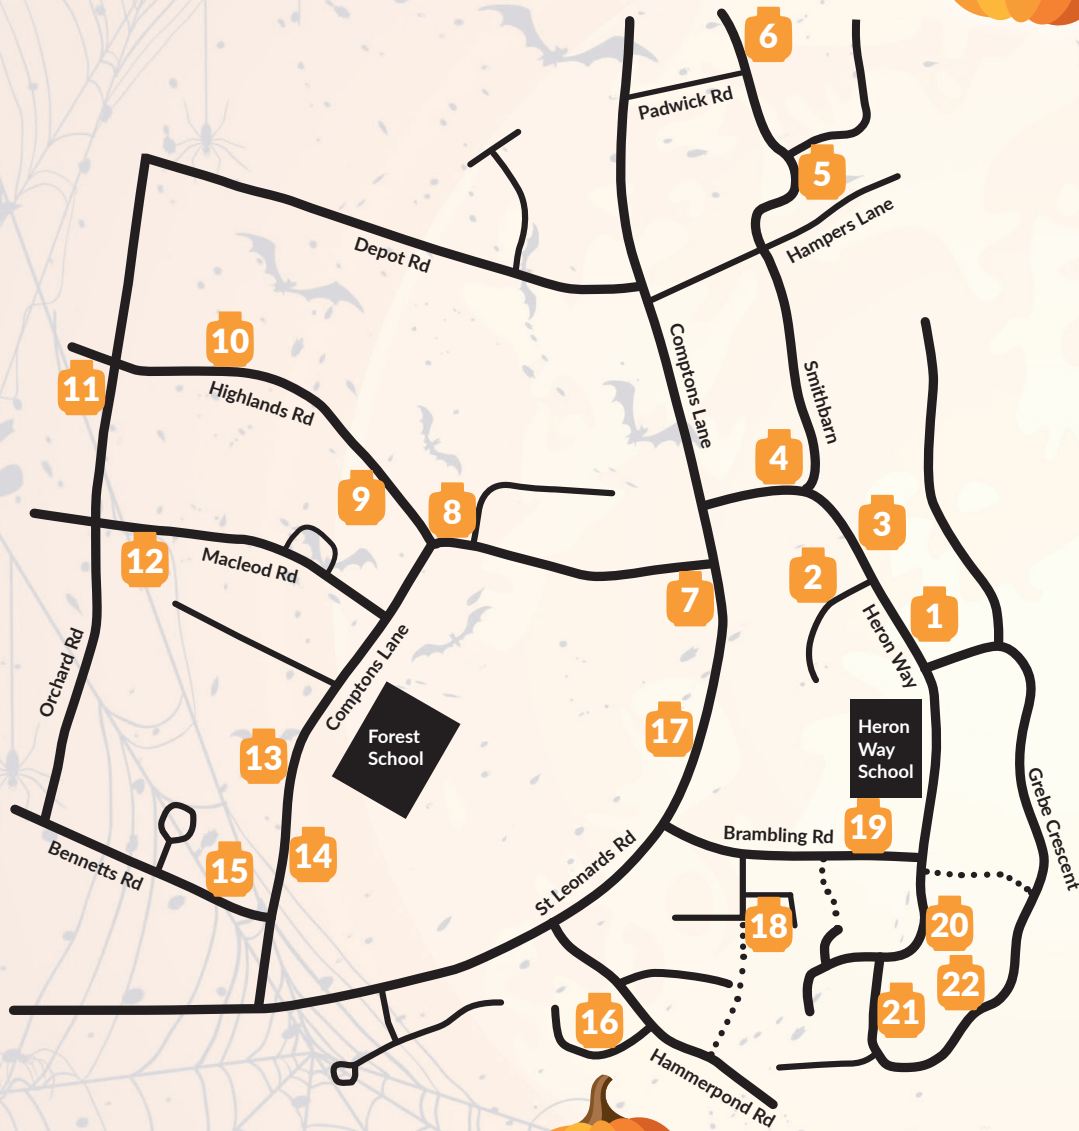 6
Padwick Rd
5
Hampers Lane
Depot Rd
10
11
Highlands Rd
Comptons Lane
Smithbarn
4
9
8
3
12
Macleod Rd
2
7
1
Heron Way
Orchard Rd
Comptons Lane
Forest
School
13
17
Heron
Way
School
Grebe Crescent
Brambling Rd
19
14
15
Bennetts Rd
St Leonards Rd
18
20
22
21
16
Hammerpond Rd